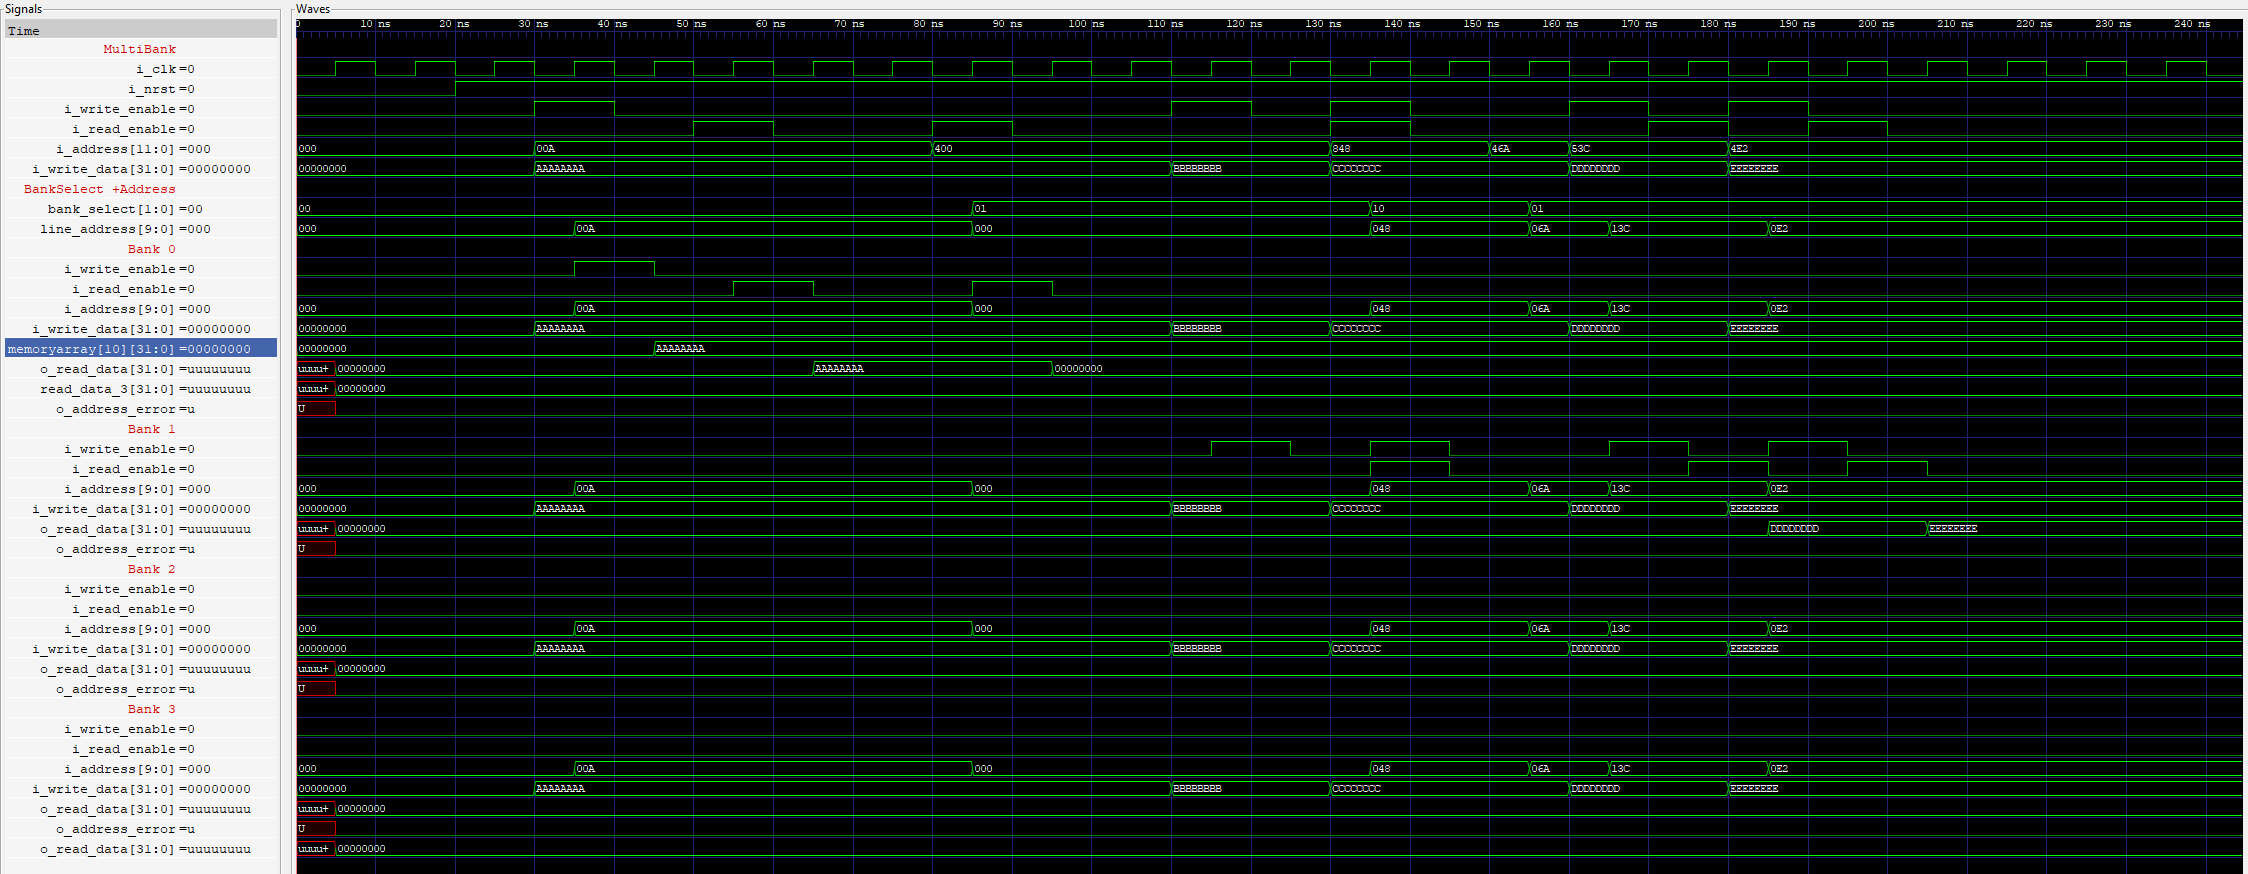 Signals
Waves
Time
0 10 ns 20 ns 30 ns 40 ns 50 ns 60 ns 70 ns 80 ns 90 ns 100 ns 110 ns 120 ns 130 ns 140 ns 150 ns 160 ns 170 ns 180 ns 190 ns 200 ns 210 ns 220 ns 230 ns 240 ns
MultiBank
i_clk=0
i_nrst=0
i_write_enable=0
i_read_enable=0
i_address[11:0]=000 000 00A 400 848 46A 53C 4E2
i_write_data[31:0]=00000000 00000000 AAAAAAAA BBBBBBBB CCCCCCCC DDDDDDDD EEEEEEEE
BankSelect +Address
bank_select[1:0]=00 00 01 10 01
line_address[9:0]=000 000 00A 000 048 06A 13C 0E2
Bank 0
i_write_enable=0
i_read_enable=0
i_address[9:0]=000 000 00A 000 048 06A 13C 0E2
i_write_data[31:0]=00000000 00000000 AAAAAAAA BBBBBBBB CCCCCCCC DDDDDDDD EEEEEEEE
memoryarray[10][31:0]=00000000 00000000 AAAAAAAA
o_read_data[31:0]=uuuuuuuu uuuu+ 00000000 AAAAAAAA 00000000
read_data_3[31:0]=uuuuuuuu uuuu+ 00000000
o_address_error=u U
Bank 1
i_write_enable=0
i_read_enable=0
i_address[9:0]=000 000 00A 000 048 06A 13C 0E2
i_write_data[31:0]=00000000 00000000 AAAAAAAA BBBBBBBB CCCCCCCC DDDDDDDD EEEEEEEE
o_read_data[31:0]=uuuuuuuu uuuu+ 00000000 DDDDDDDD EEEEEEEE
o_address_error=u U
Bank 2
i_write_enable=0
i_read_enable=0
i_address[9:0]=000 000 00A 000 048 06A 13C 0E2
i_write_data[31:0]=00000000 00000000 AAAAAAAA BBBBBBBB CCCCCCCC DDDDDDDD EEEEEEEE
o_read_data[31:0]=uuuuuuuu uuuu+ 00000000
o_address_error=u U
Bank 3
i_write_enable=0
i_read_enable=0
i_address[9:0]=000 000 00A 000 048 06A 13C 0E2
i_write_data[31:0]=00000000 00000000 AAAAAAAA BBBBBBBB CCCCCCCC DDDDDDDD EEEEEEEE
o_read_data[31:0]=uuuuuuuu uuuu+ 00000000
o_address_error=u U
o_read_data[31:0]=uuuuuuuu uuuu+ 00000000